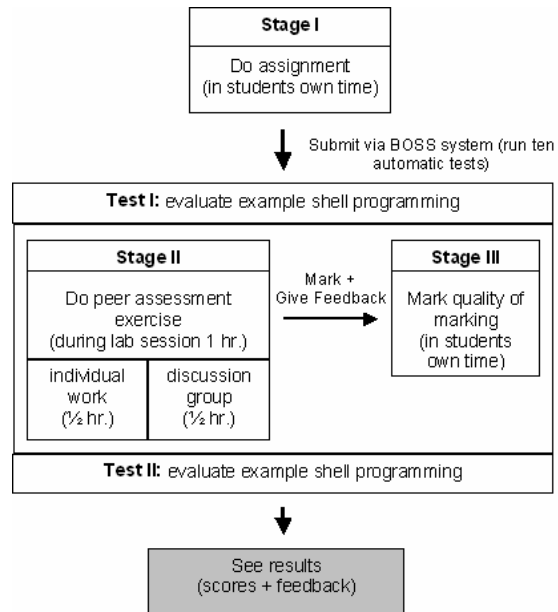 Stage I
Do assignment
(in students own time)
Submit via BOSS system (run ten
automatic tests)
Test I: evaluate example shell programming
Stage II
Do peer assessment
exercise
(during lab session 1 hr.)
individual
work
(½ hr.)
discussion
group
(½ hr.)
Mark +
Give Feedback
Stage III
Mark quality of
marking
(in students
own time)
Test II: evaluate example shell programming
See results
(scores + feedback)